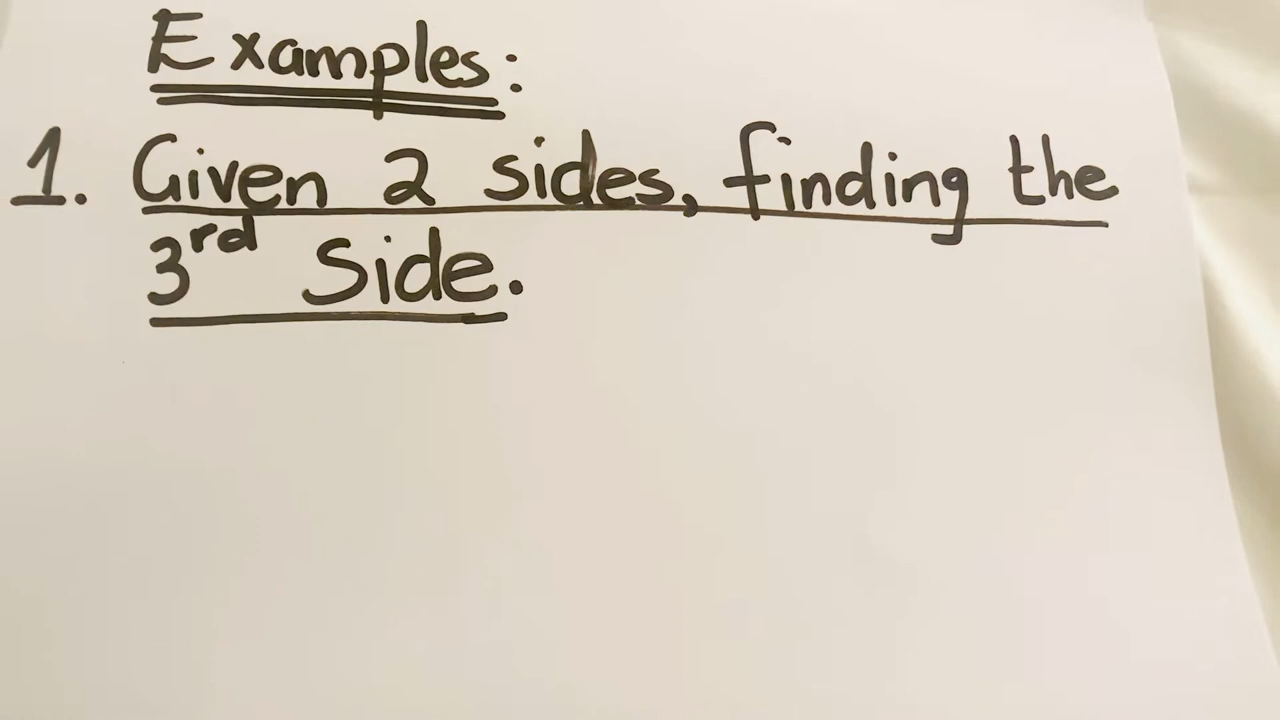 Examples:
1. Given 2 sides, finding the
3rd Side.